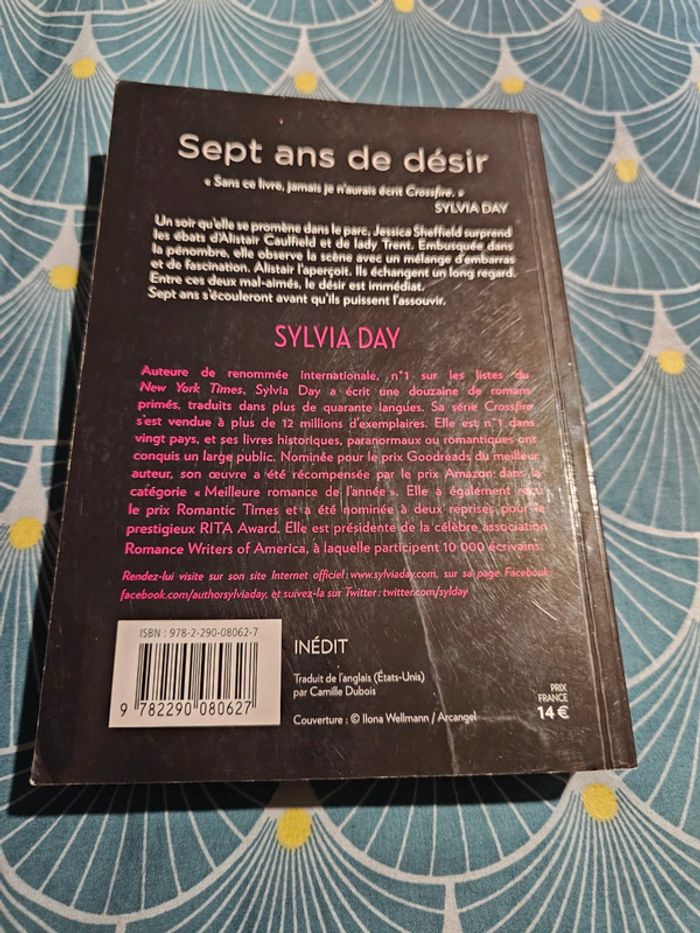 Sept ans de désir
« Sans ce livre, jamais je n'aurais écrit Crossfire. »
SYLVIA DAY
Un soir qu'elle se promène dans le parc, Jessica Sheffield surprend
les ébats d'Alistair Caulfield et de lady Trent. Embusquée dans
la pénombre, elle observe la scène avec un mélange d'embarras
et de fascination. Alistair l'aperçoit. Ils échangent un long regard.
Entre ces deux mal-aimés, le désir est immédiat.
Sept ans s'écouleront avant qu'ils puissent l'assouvir.
SYLVIA DAY
Auteure de renommée internationale, n°1 sur les listes du
New York Times, Sylvia Day a écrit une douzaine de romans
primés, traduits dans plus de quarante langues. Sa série Crossfire
s'est vendue à plus de 12 millions d'exemplaires. Elle est n°1 dans
vingt pays, et ses livres historiques, paranormaux ou romantiques ont
conquis un large public. Nominée pour le prix Goodreads du meilleur
auteur, son œuvre a été récompensée par le prix Amazon dans la
catégorie « Meilleure romance de l'année ». Elle a également reçu
le prix Romantic Times et a été nominée à deux reprises pour le
prestigieux RITA Award. Elle est présidente de la célèbre association
Romance Writers of America, à laquelle participent 10 000 écrivains.
Rendez-lui visite sur son site Internet officiel : www.sylviaday.com, sur sa page Facebook
facebook.com/authorsylviaday, et suivez-la sur Twitter : twitter.com/sylday
ISBN : 978-2-290-08062-7
9 782290 080627
INÉDIT
Traduit de l'anglais (États-Unis)
par Camille Dubois
Couverture : © Ilona Wellmann / Arcangel
PRIX
FRANCE
14 €